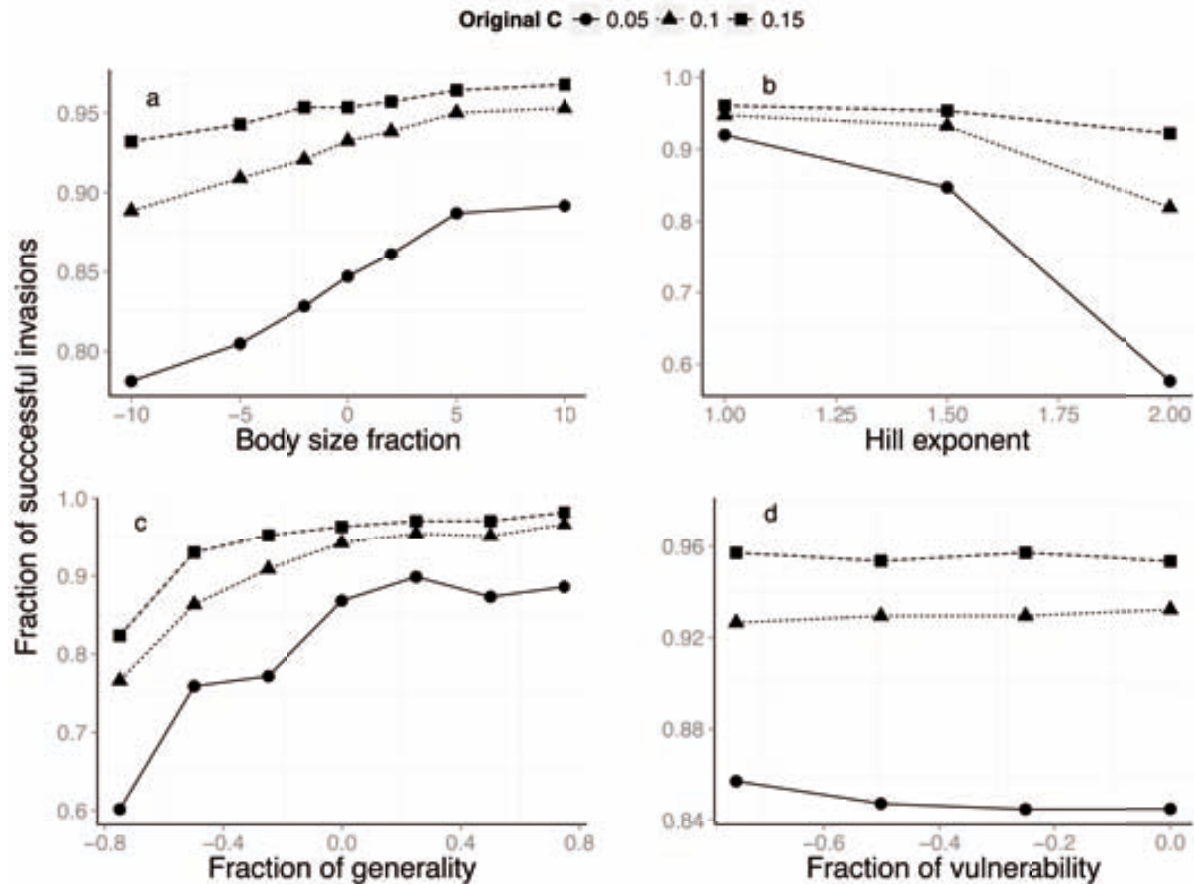 Original C 0.05 0.1 0.15
Fraction of succcessful invasions
a
0.95
0.90
0.85
0.80
−10 −5 0 5 10
Body size fraction
b
1.0
0.9
0.8
0.7
0.6
1.00 1.25 1.50 1.75 2.00
Hill exponent
c
1.0
0.9
0.8
0.7
0.6
−0.8 −0.4 0.0 0.4 0.8
Fraction of generality
d
0.96
0.92
0.88
0.84
−0.6 −0.4 −0.2 0.0
Fraction of vulnerability